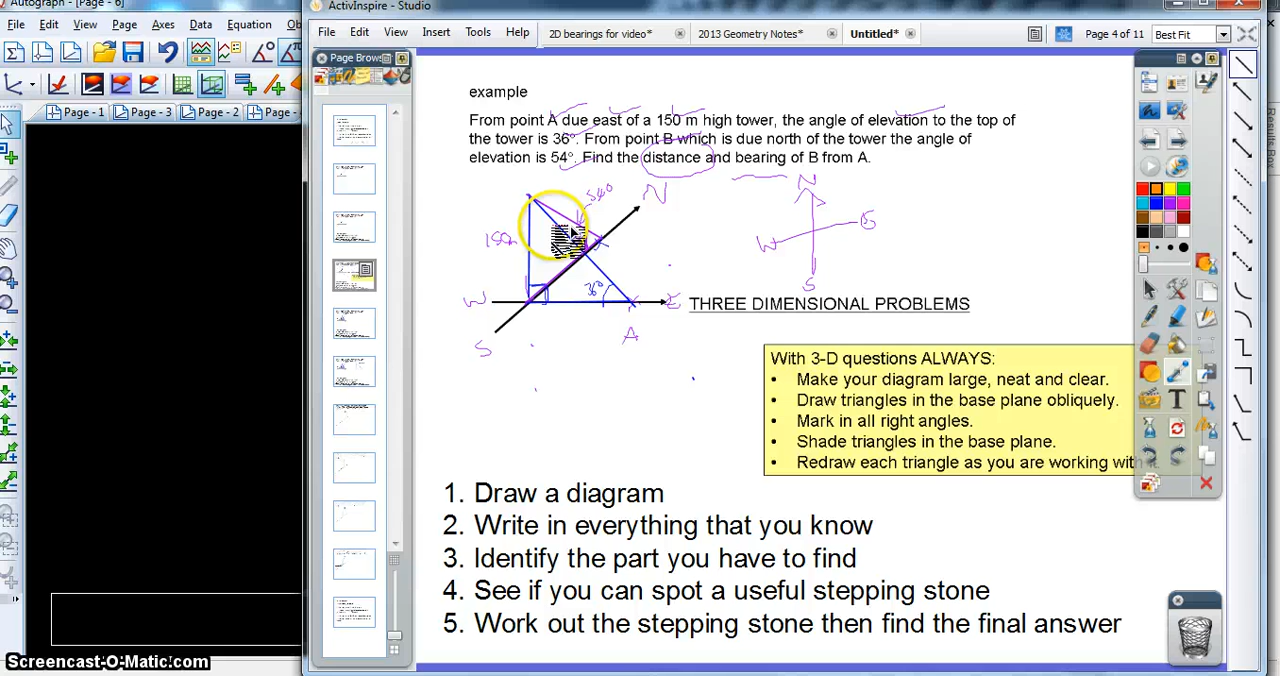 Autograph - [Page - 6]
ActivInspire - Studio
File Edit View Page Axes Data Equation
File Edit View Insert Tools Help
2D bearings for video*
2013 Geometry Notes*
Untitled*
Page 4 of 11
Best Fit
Page - 1
Page - 3
Page - 2
Page -
Page Brows
example
From point A due east of a 150 m high tower, the angle of elevation to the top of
the tower is 36°. From point B which is due north of the tower the angle of
elevation is 54°. Find the distance and bearing of B from A.
54°
N
N
150m
W
E
S
36°
W
E
S
A
THREE DIMENSIONAL PROBLEMS
With 3-D questions ALWAYS:
• Make your diagram large, neat and clear.
• Draw triangles in the base plane obliquely.
• Mark in all right angles.
• Shade triangles in the base plane.
• Redraw each triangle as you are working with it.
1. Draw a diagram
2. Write in everything that you know
3. Identify the part you have to find
4. See if you can spot a useful stepping stone
5. Work out the stepping stone then find the final answer
Results Box
Screencast-O-Matic.com